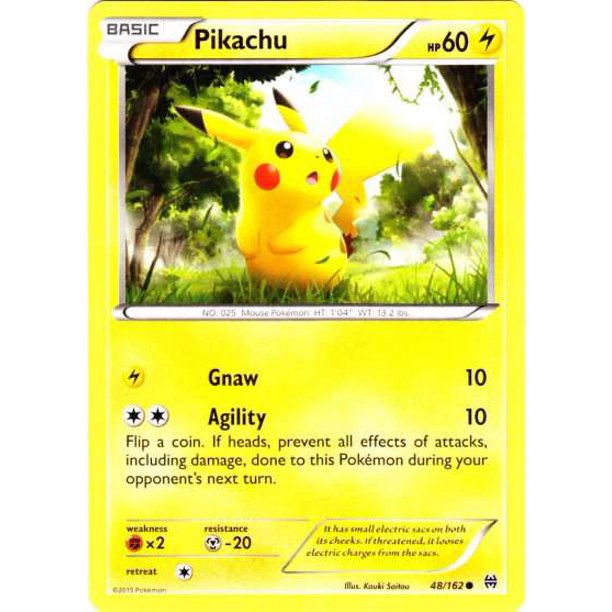 BASIC
Pikachu
HP60
NO. 025 Mouse Pokémon HT: 1'04" WT: 13.2 lbs.
Gnaw 10
Agility 10
Flip a coin. If heads, prevent all effects of attacks,
including damage, done to this Pokémon during your
opponent's next turn.
weakness resistance
×2 -20
retreat
It has small electric sacs on both
its cheeks. If threatened, it looses
electric charges from the sacs.
Illus. Kouki Saitou 48/162
©2015 Pokémon